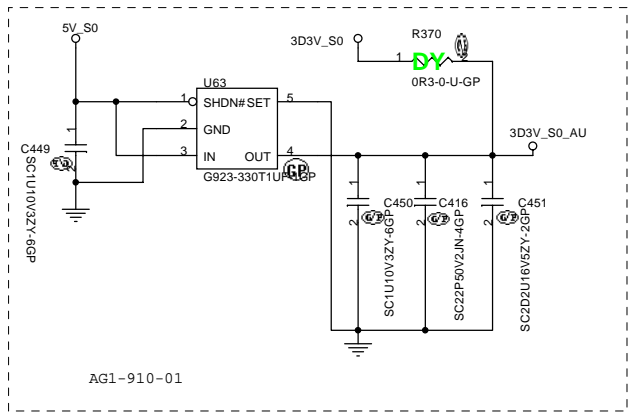 5V_S0
3D3V_S0
R370
1
2
DY
0R3-0-U-GP
U63
1
SHDN#
SET
5
2
GND
3
IN
OUT
4
G923-330T1UF-1GP
GP
3D3V_S0_AU
1
2
C449
SC1U10V3ZY-6GP
1
2
C450
G/P
SC1U10V3ZY-6GP
1
2
C416
G/P
SC22P50V2JN-4GP
1
2
C451
G/P
SC2D2U16V5ZY-2GP
AG1-910-01